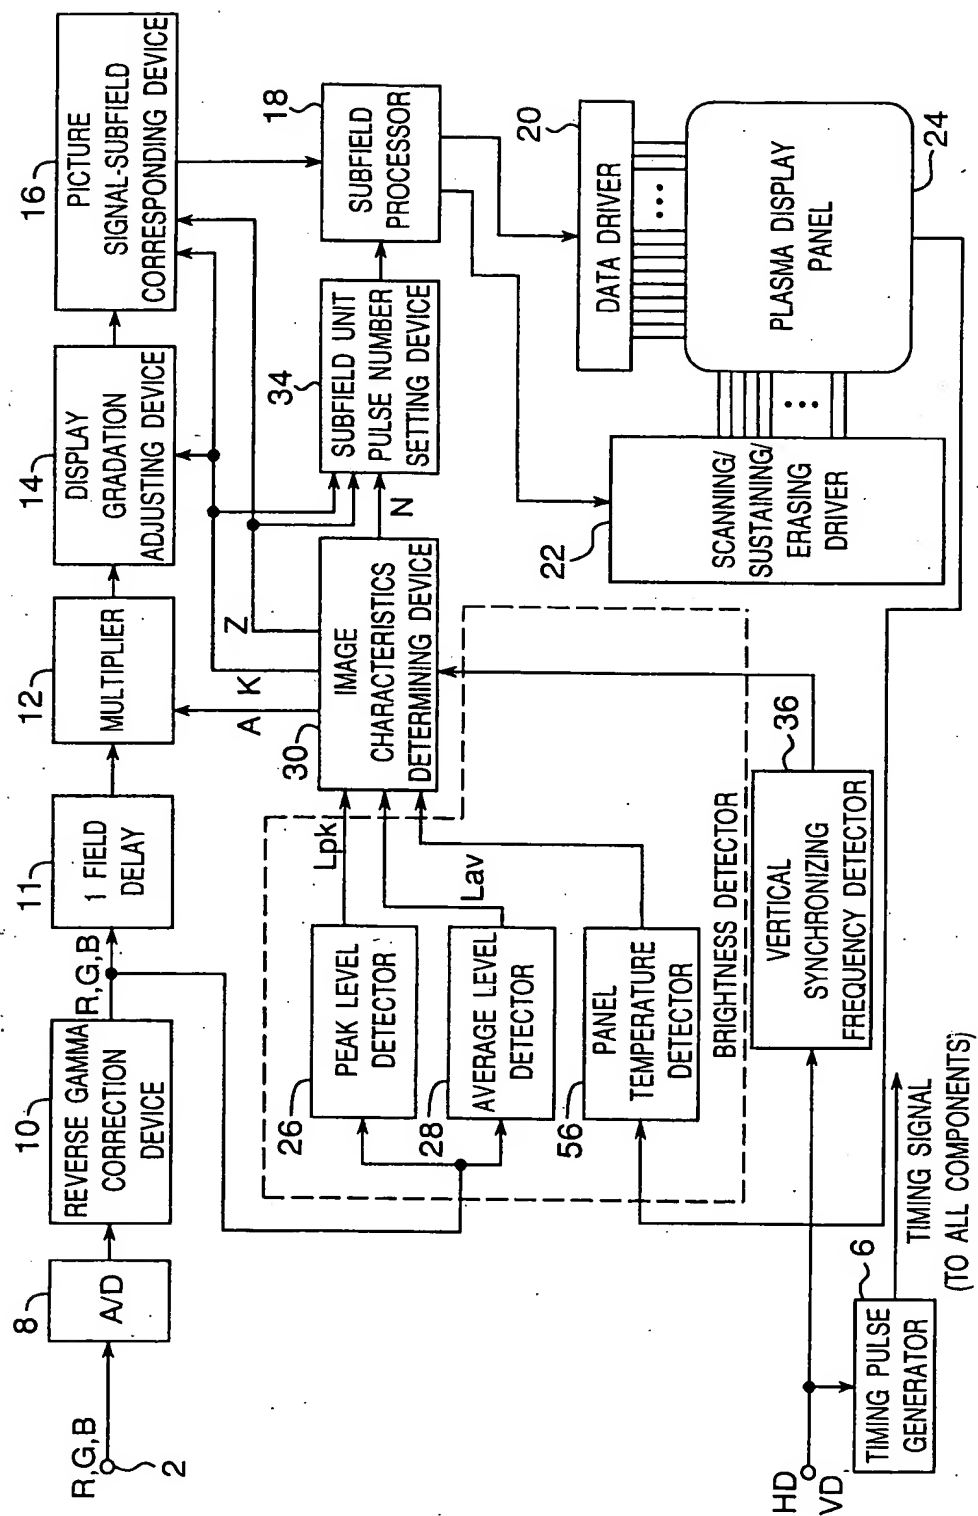 R,G,B
2
8
A/D
10
REVERSE GAMMA
CORRECTION
DEVICE
R,G,B
11
1 FIELD
DELAY
12
MULTIPLIER
14
DISPLAY
GRADATION
ADJUSTING DEVICE
16
PICTURE
SIGNAL-SUBFIELD
CORRESPONDING DEVICE
A
K
Z
26
PEAK LEVEL
DETECTOR
Lpk
28
AVERAGE LEVEL
DETECTOR
Lav
56
PANEL
TEMPERATURE
DETECTOR
BRIGHTNESS DETECTOR
30
IMAGE
CHARACTERISTICS
DETERMINING DEVICE
N
34
SUBFIELD UNIT
PULSE NUMBER
SETTING DEVICE
18
SUBFIELD
PROCESSOR
20
DATA DRIVER
22
SCANNING/
SUSTAINING/
ERASING
DRIVER
PLASMA DISPLAY
PANEL
24
36
VERTICAL
SYNCHRONIZING
FREQUENCY DETECTOR
HD
VD
6
TIMING PULSE
GENERATOR
TIMING SIGNAL
(TO ALL COMPONENTS)